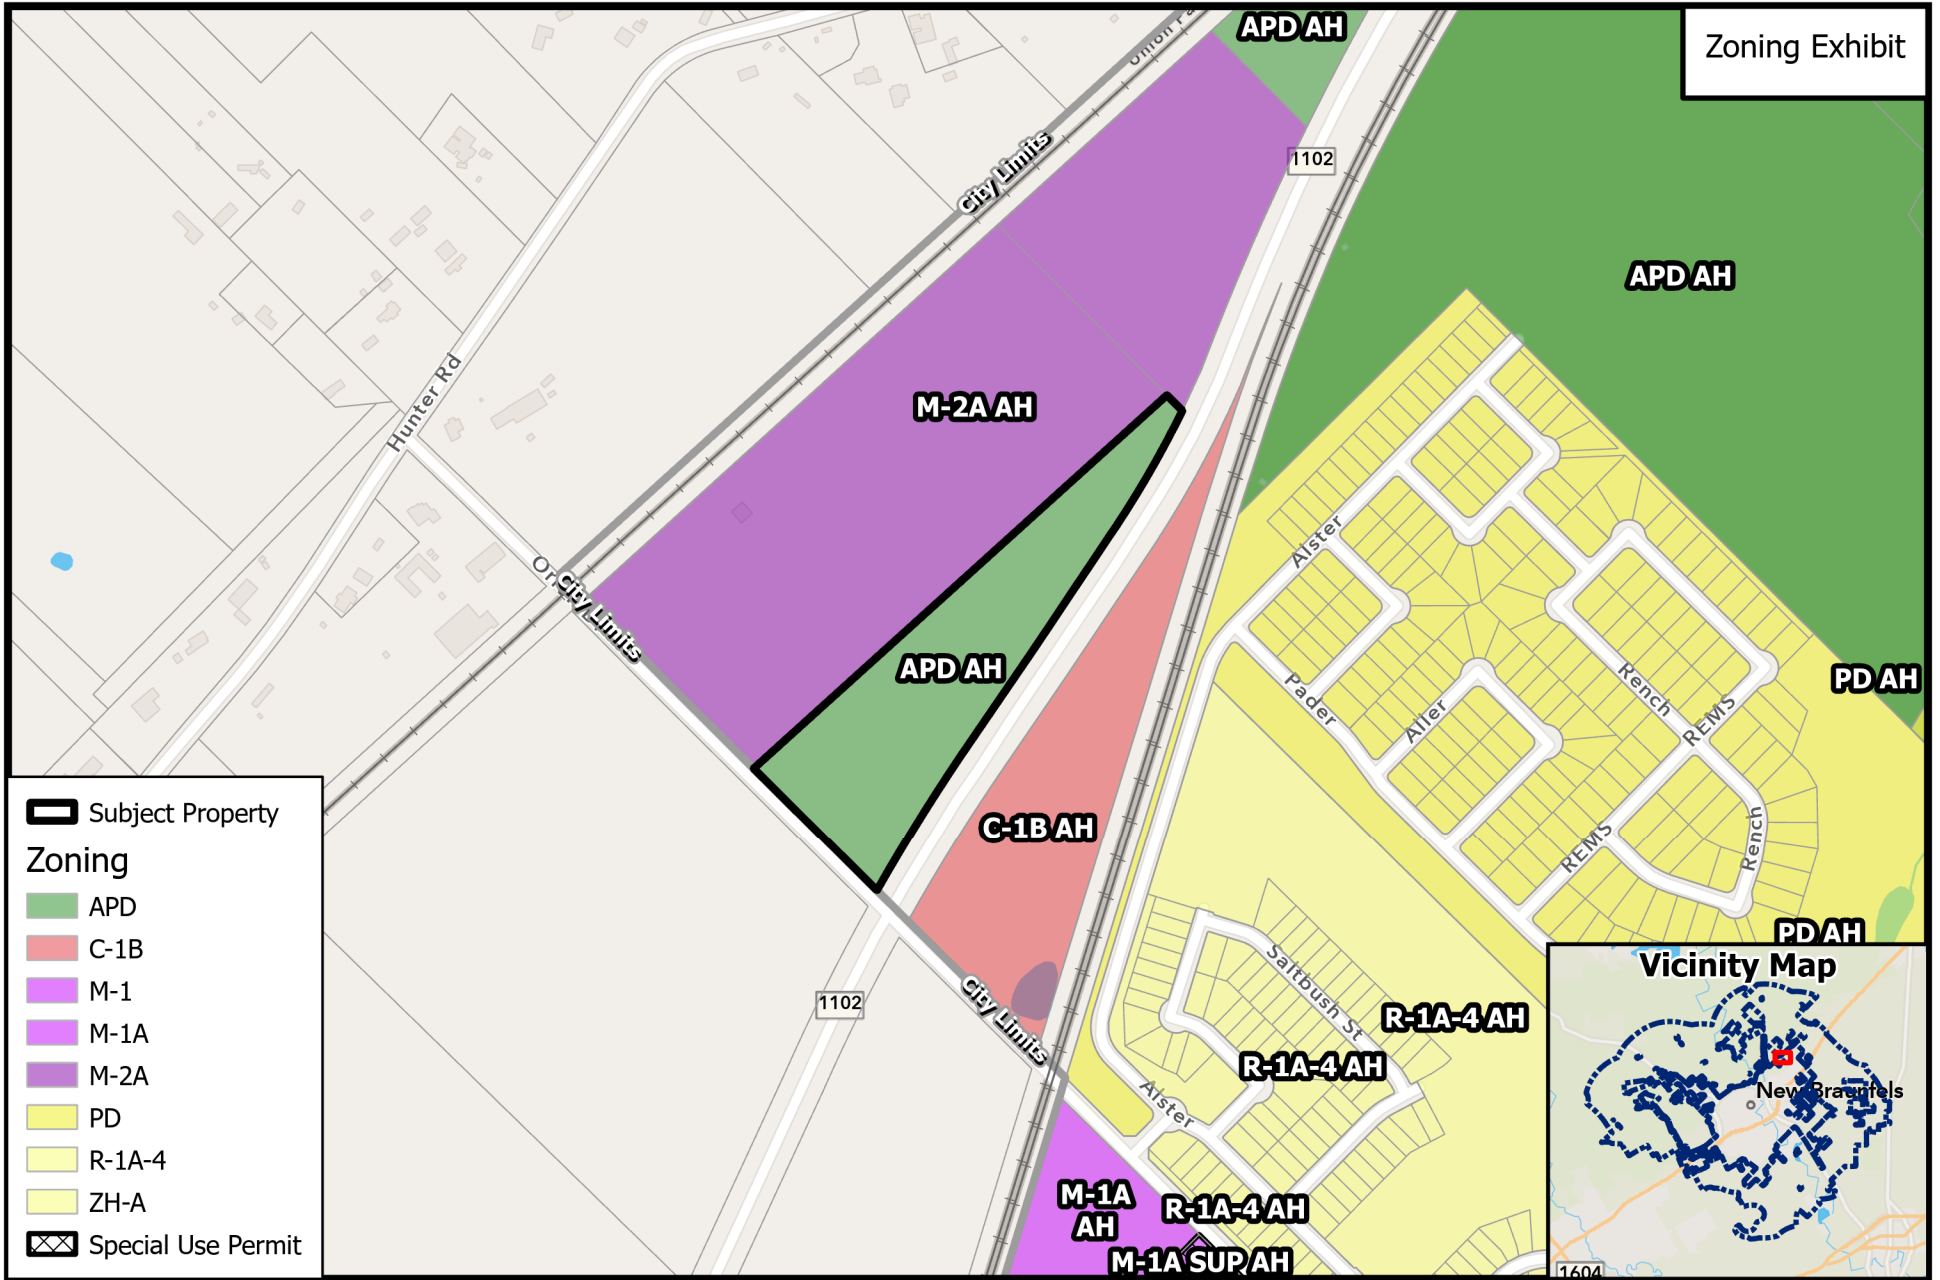 APD AH
Zoning Exhibit
City Limits
1102
APD AH
Hunter Rd
M-2A AH
Alster
City Limits
APD AH
Pader
Aller
Rench
REMS
PD AH
C-1B AH
REMS
Rench
PD AH
Saltbush St
1102
City Limits
R-1A-4 AH
R-1A-4 AH
Alster
M-1A
AH
R-1A-4 AH
M-1A SUP AH
Subject Property
Zoning
APD
C-1B
M-1
M-1A
M-2A
PD
R-1A-4
ZH-A
Special Use Permit
Vicinity Map
New Braunfels
1604